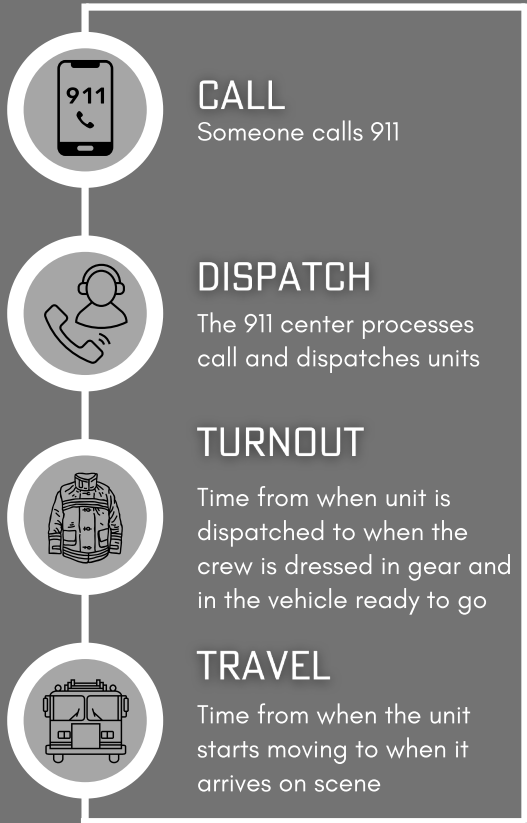 911
CALL
Someone calls 911
DISPATCH
The 911 center processes
call and dispatches units
TURNOUT
Time from when unit is
dispatched to when the
crew is dressed in gear and
in the vehicle ready to go
TRAVEL
Time from when the unit
starts moving to when it
arrives on scene